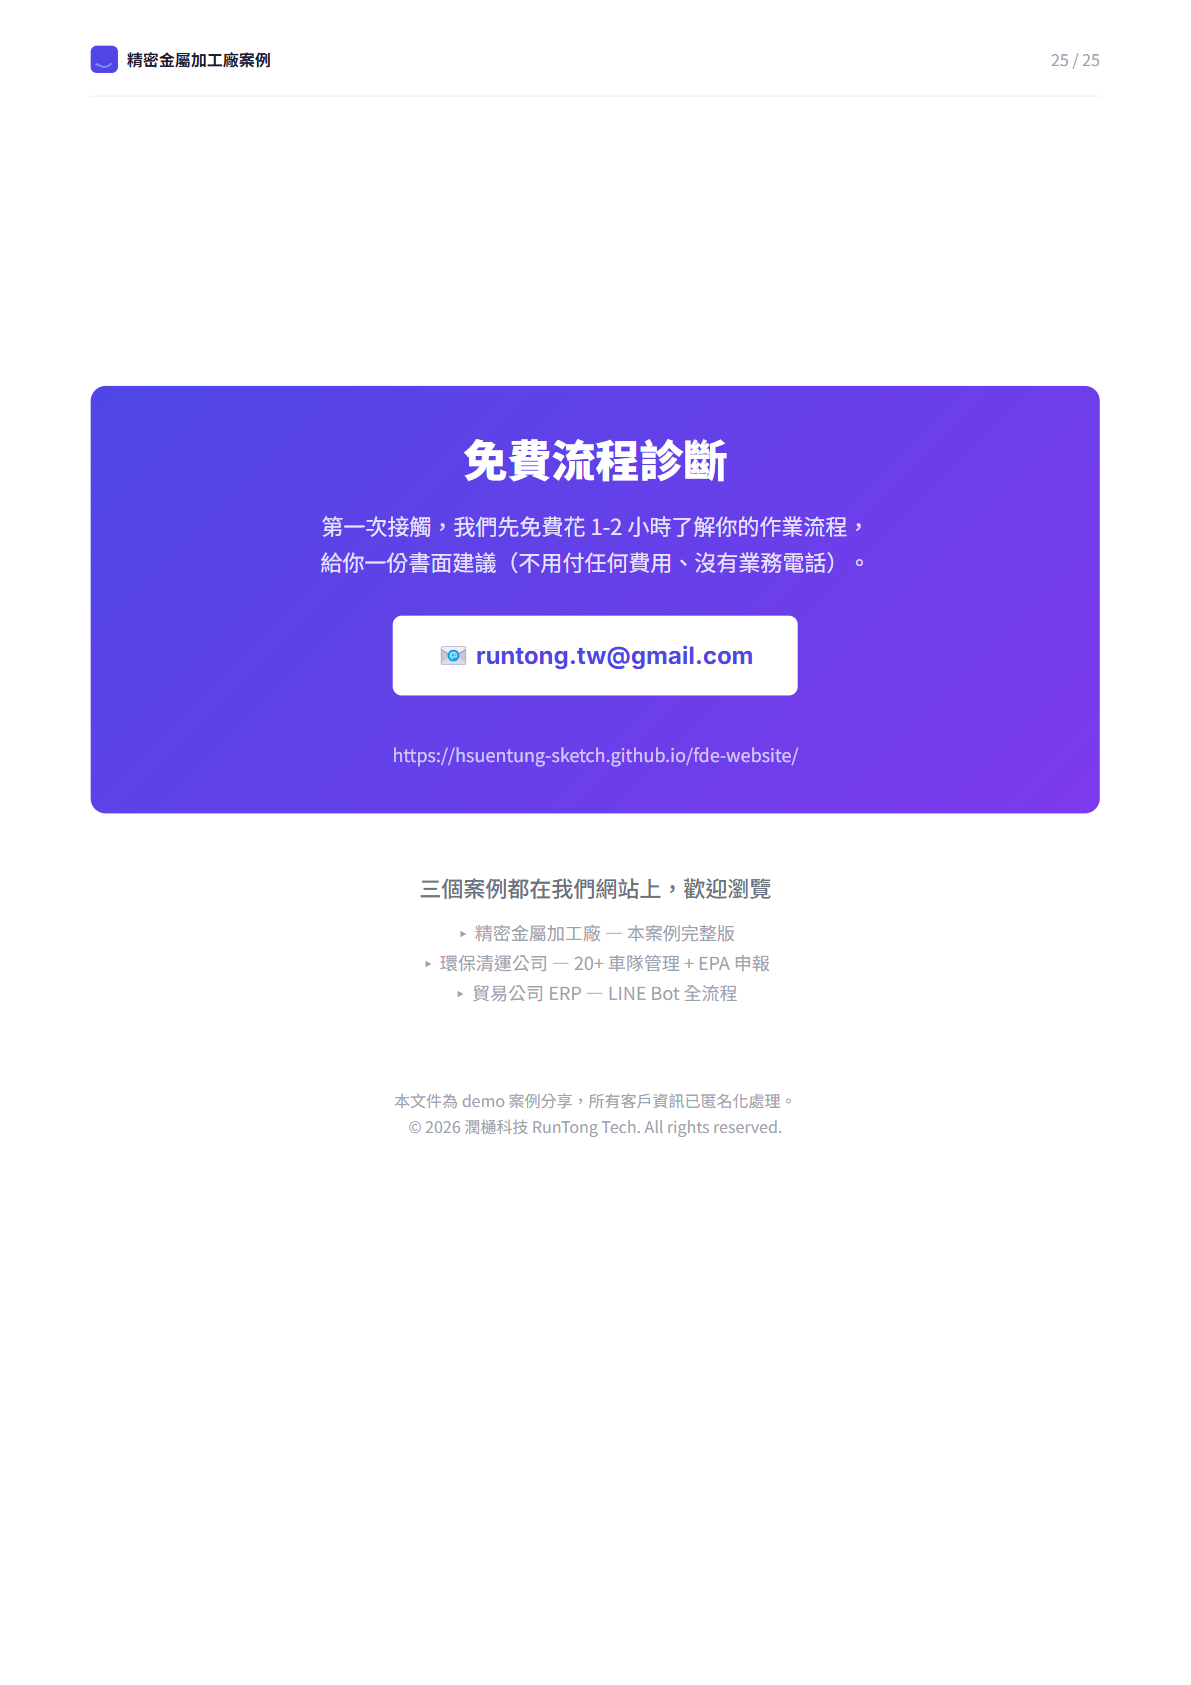 精密金屬加工廠案例
25 / 25
免費流程診斷
第一次接觸，我們先免費花 1-2 小時了解你的作業流程，
給你一份書面建議（不用付任何費用、沒有業務電話）。
runtong.tw@gmail.com
https://hsuentung-sketch.github.io/fde-website/
三個案例都在我們網站上，歡迎瀏覽
▸ 精密金屬加工廠 — 本案例完整版
▸ 環保清運公司 — 20+ 車隊管理 + EPA 申報
▸ 貿易公司 ERP — LINE Bot 全流程
本文件為 demo 案例分享，所有客戶資訊已匿名化處理。
© 2026 潤樋科技 RunTong Tech. All rights reserved.